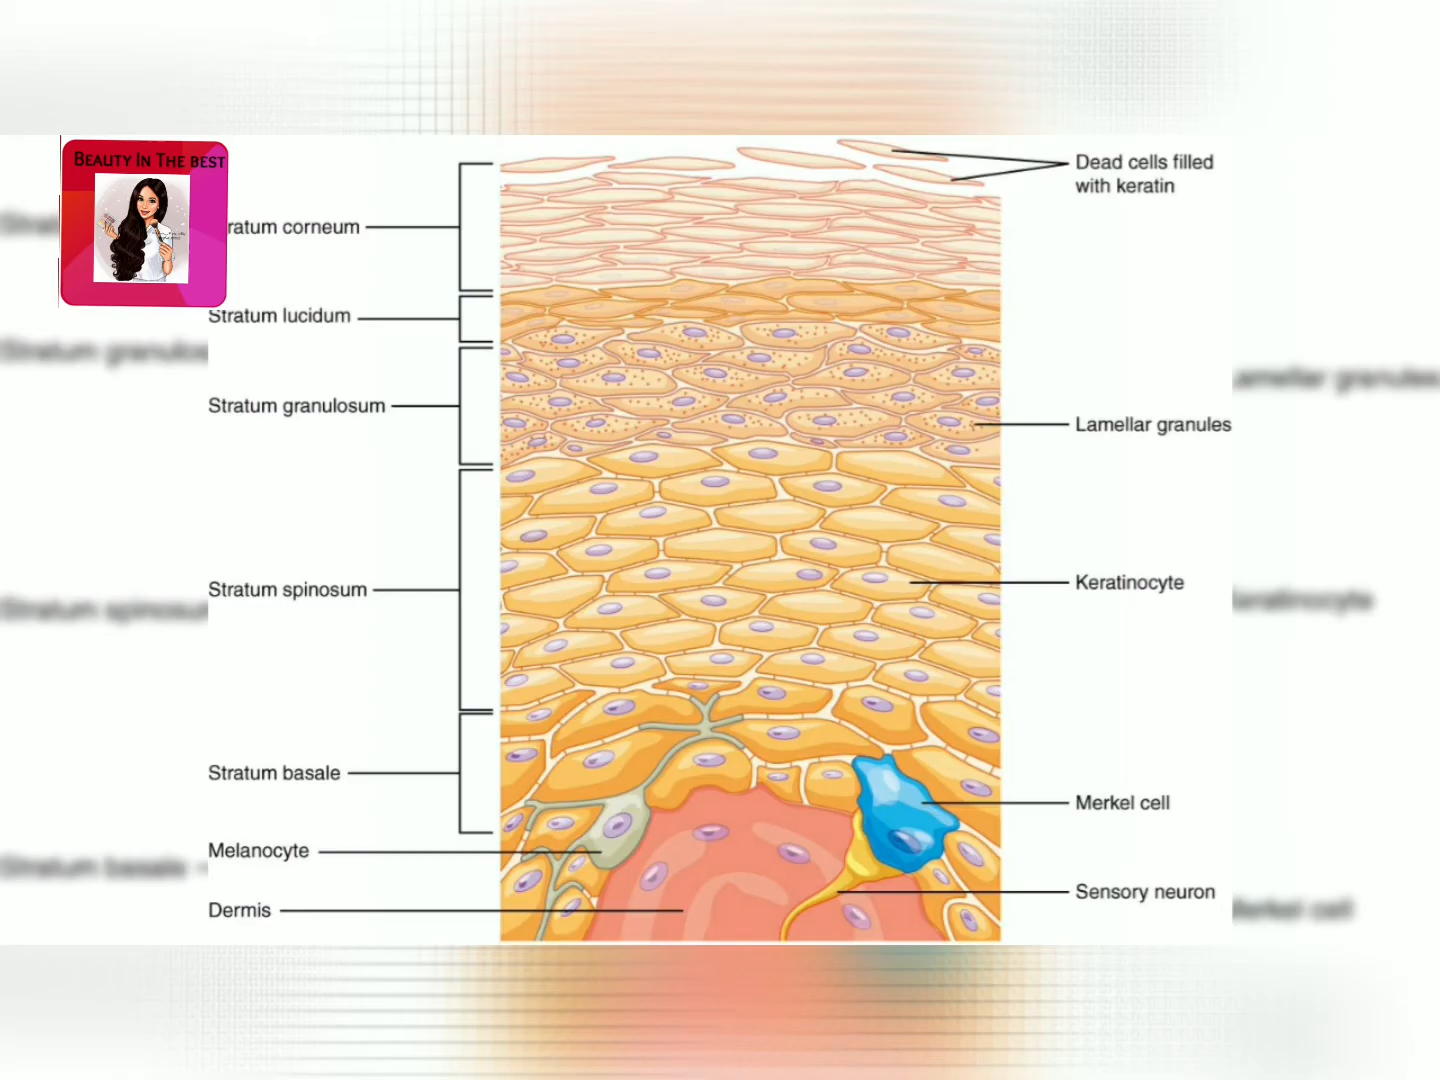 BEAUTY IN THE BEST
Dead cells filled
with keratin
ratum corneum
Stratum lucidum
Stratum granulosum
Lamellar granules
Stratum spinosum
Keratinocyte
Stratum basale
Merkel cell
Melanocyte
Sensory neuron
Dermis